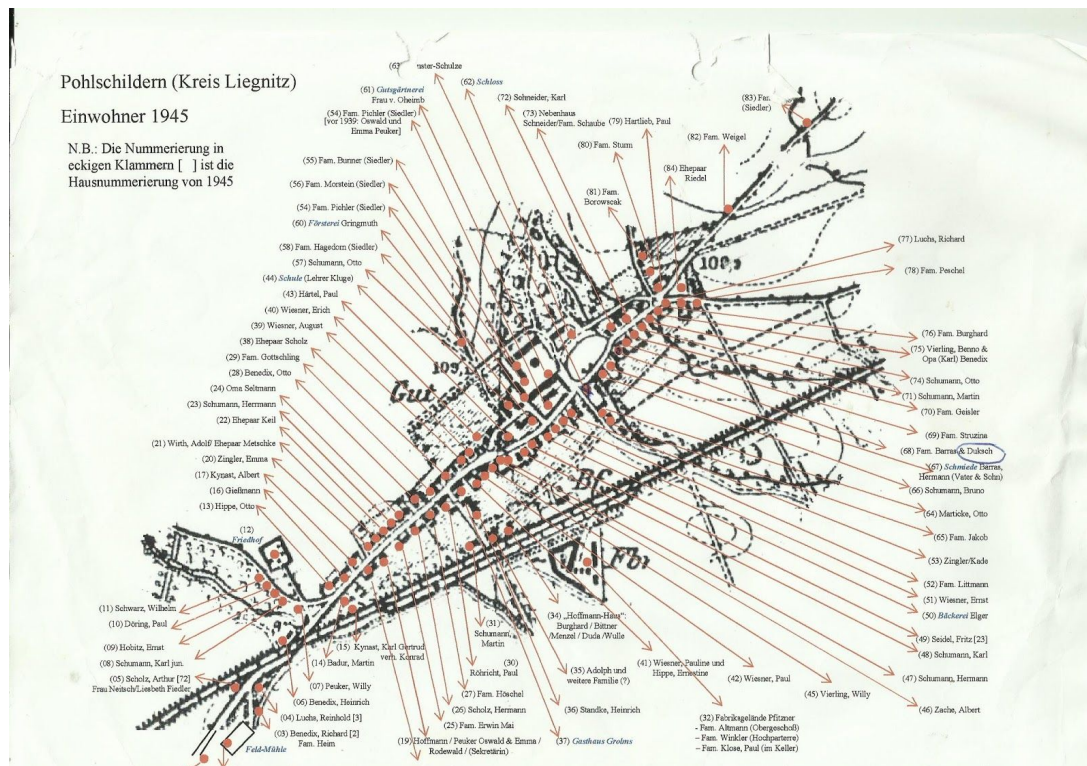 Pohlschildern (Kreis Liegnitz)
Einwohner 1945
N.B.: Die Nummerierung in
eckigen Klammern [ ] ist die
Hausnummerierung von 1945
(63) ster-Schulze
(61) Gutsgärtnerei
Frau v. Oheimb
(62) Schloss
(54) Fam. Pichler (Siedler)
[vor 1939: Oswald und
Emma Peuker]
(72) Schneider, Karl
(73) Nebenhaus
Schneider/Fam. Schaube
(79) Hartlieb, Paul
(80) Fam. Sturm
(83) Fam.
(Siedler)
(82) Fam. Weigel
(84) Ehepaar
Riedel
(81) Fam.
Borowscak
(55) Fam. Bunner (Siedler)
(56) Fam. Morstein (Siedler)
(54) Fam. Pichler (Siedler)
(60) Försterei Gringmuth
(58) Fam. Hagedorn (Siedler)
(57) Schumann, Otto
(44) Schule (Lehrer Kluge)
(43) Härtel, Paul
(40) Wiesner, Erich
(39) Wiesner, August
(38) Ehepaar Scholz
(29) Fam. Gottschling
(28) Benedix, Otto
(24) Oma Seltmann
(23) Schumann, Herrmann
(22) Ehepaar Keil
(21) Wirth, Adolf/ Ehepaar Metschke
(20) Zingler, Emma
(17) Kynast, Albert
(16) Gießmann
(13) Hippe, Otto
(12)
Friedhof
(11) Schwarz, Wilhelm
(10) Döring, Paul
(09) Hobitz, Ernst
(08) Schumann, Karl jun.
(05) Scholz, Arthur [72]
Frau Neitsch/Liesbeth Fiedler
109,
100,9
Gut
Bf.
Fbr
(77) Luchs, Richard
(78) Fam. Peschel
(76) Fam. Burghard
(75) Vierling, Benno &
Opa (Karl) Benedix
(74) Schumann, Otto
(71) Schumann, Martin
(70) Fam. Geisler
(69) Fam. Struzina
(68) Fam. Barras & Duksch
(67) Schmiede Barras,
Hermann (Vater & Sohn)
(66) Schumann, Bruno
(64) Marticke, Otto
(65) Fam. Jakob
(53) Zingler/Kade
(52) Fam. Littmann
(51) Wiesner, Ernst
(50) Bäckerei Elger
(49) Seidel, Fritz [23]
(48) Schumann, Karl
(47) Schumann, Hermann
(46) Zache, Albert
(45) Vierling, Willy
(42) Wiesner, Paul
(41) Wiesner, Pauline und
Hippe, Ernestine
(34) „Hoffmann-Haus“:
Burghard / Bittner
/Menzel / Duda /Wulle
(31)
Schumann,
Martin
(30)
Röhricht, Paul
(35) Adolph und
weitere Familie (?)
(36) Standke, Heinrich
(37) Gasthaus Grolms
(32) Fabriksgelände Pfitzner
- Fam. Altmann (Obergeschoß)
– Fam. Winkler (Hochparterre)
– Fam. Klose, Paul (im Keller)
(15) Kynast, Karl Gertrud
verh. Konrad
(14) Badur, Martin
(07) Peuker, Willy
(06) Benedix, Heinrich
(04) Luchs, Reinhold [3]
(03) Benedix, Richard [2]
Fam. Heim
Feld-Mühle
(27) Fam. Höschel
(26) Scholz, Hermann
(25) Fam. Erwin Mai
(19) Hoffmann / Peuker Oswald & Emma /
Rodewald / (Sekretärin)